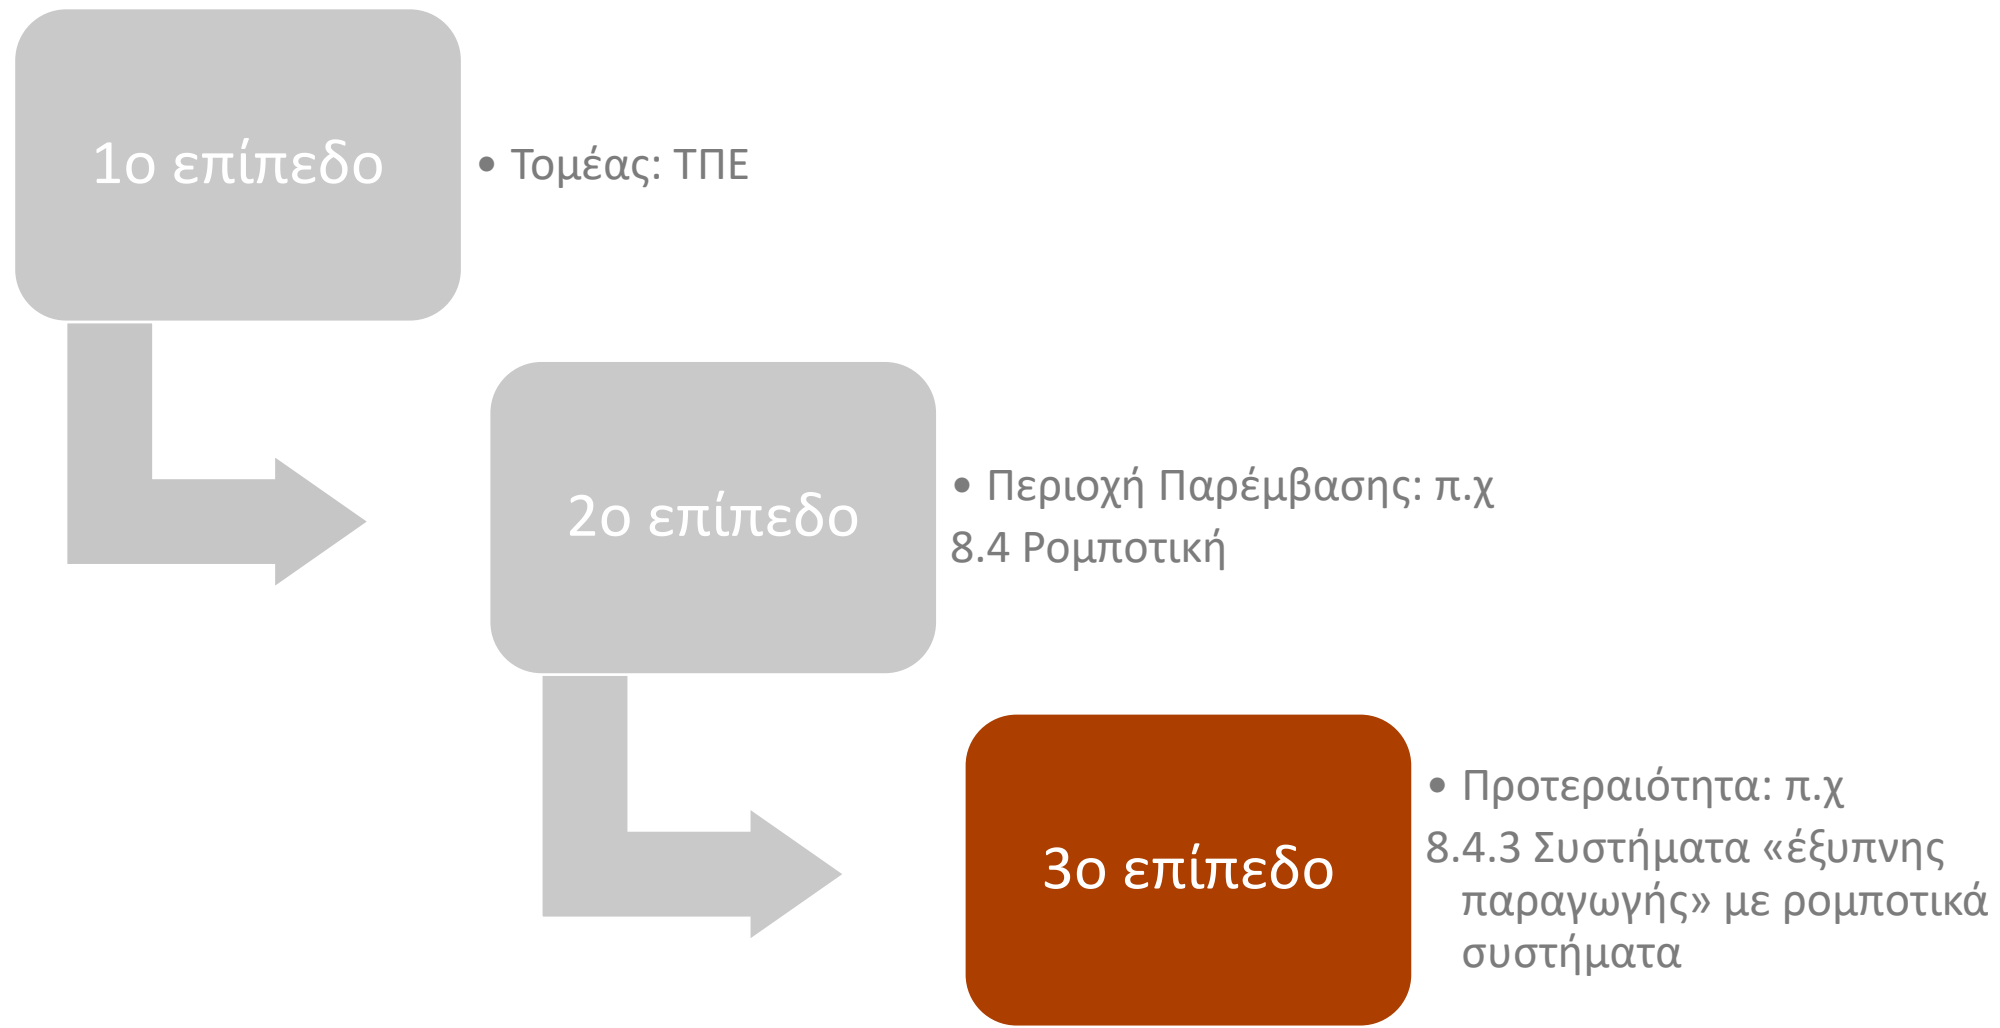 1ο επίπεδο
• Τομέας: ΤΠΕ
2ο επίπεδο
• Περιοχή Παρέμβασης: π.χ
8.4 Ρομποτική
3ο επίπεδο
• Προτεραιότητα: π.χ
8.4.3 Συστήματα «έξυπνης
παραγωγής» με ρομποτικά
συστήματα